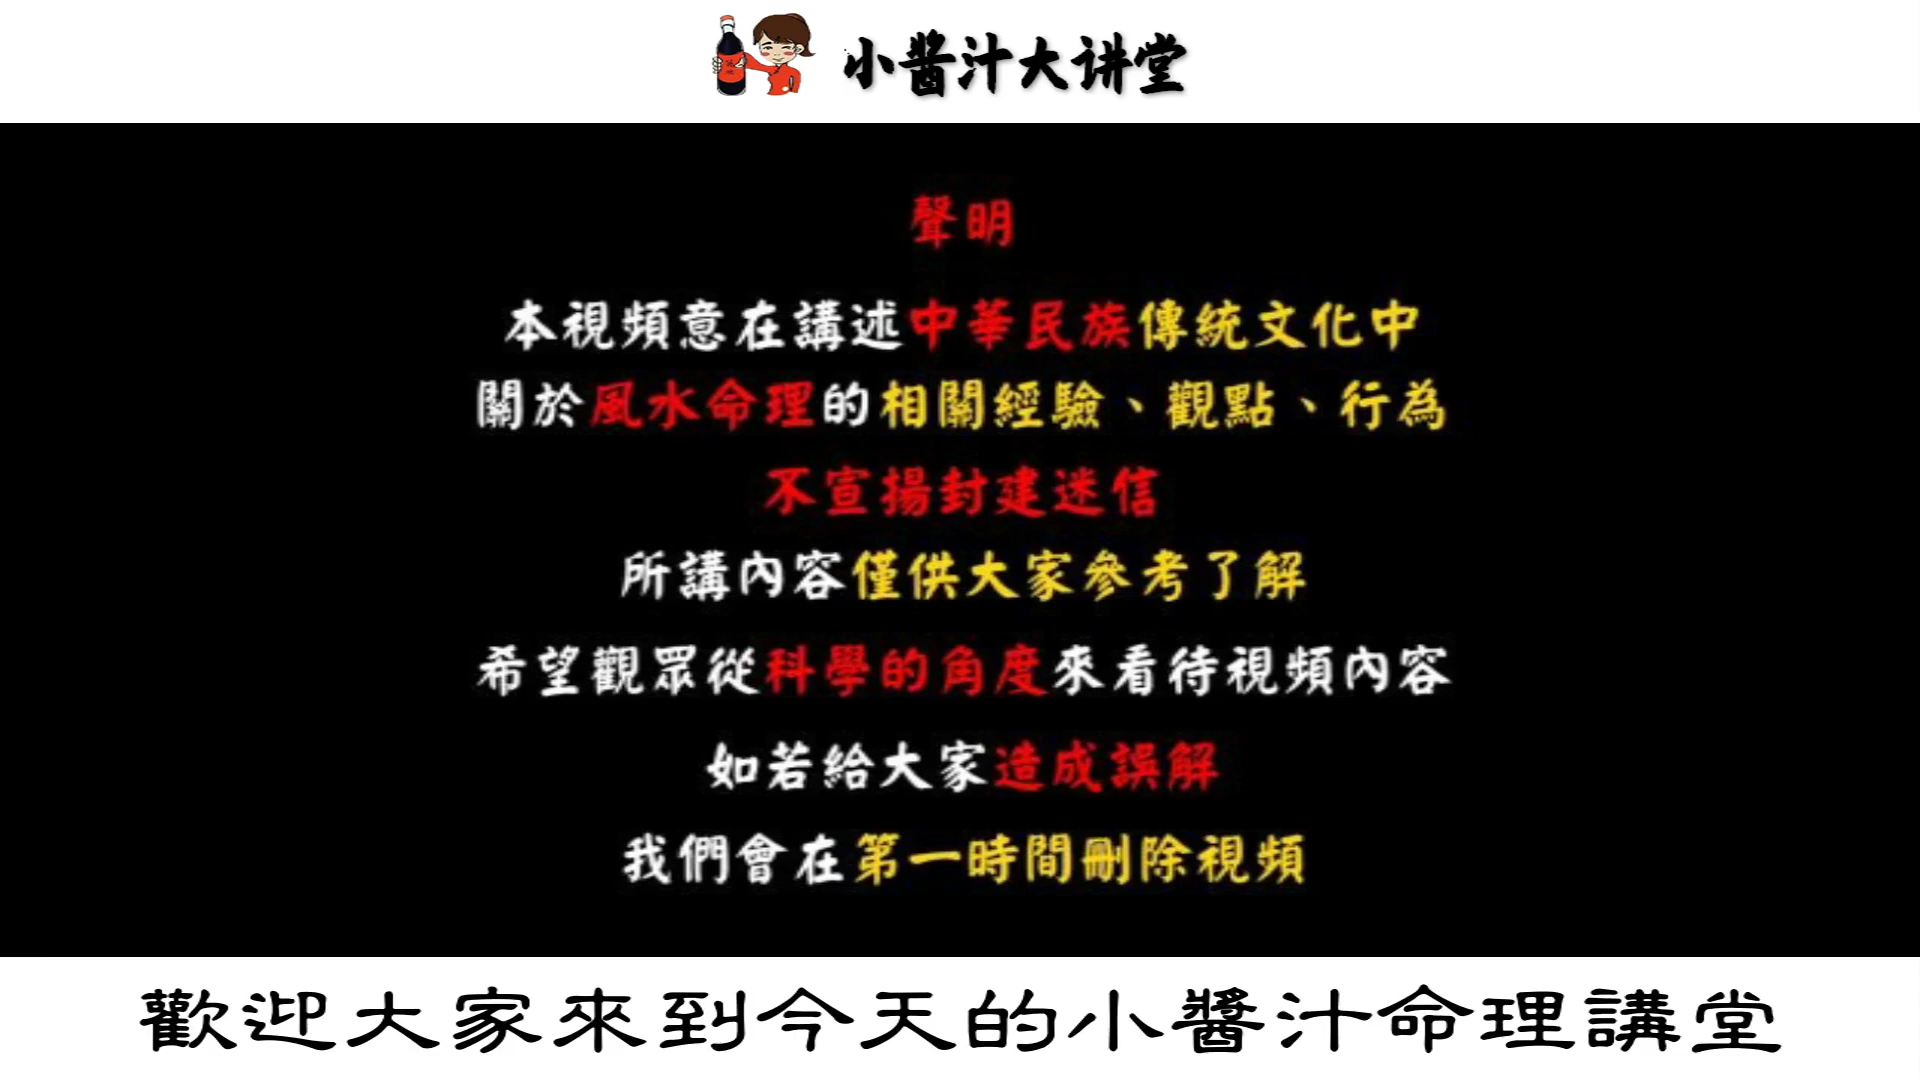 小醬汁大讲堂
聲明
本視頻意在講述中華民族傳統文化中
關於風水命理的相關經驗、觀點、行為
不宣揚封建迷信
所講內容僅供大家參考了解
希望觀眾從科學的角度來看待視頻內容
如若給大家造成誤解
我們會在第一時間刪除視頻
歡迎大家來到今天的小醬汁命理講堂